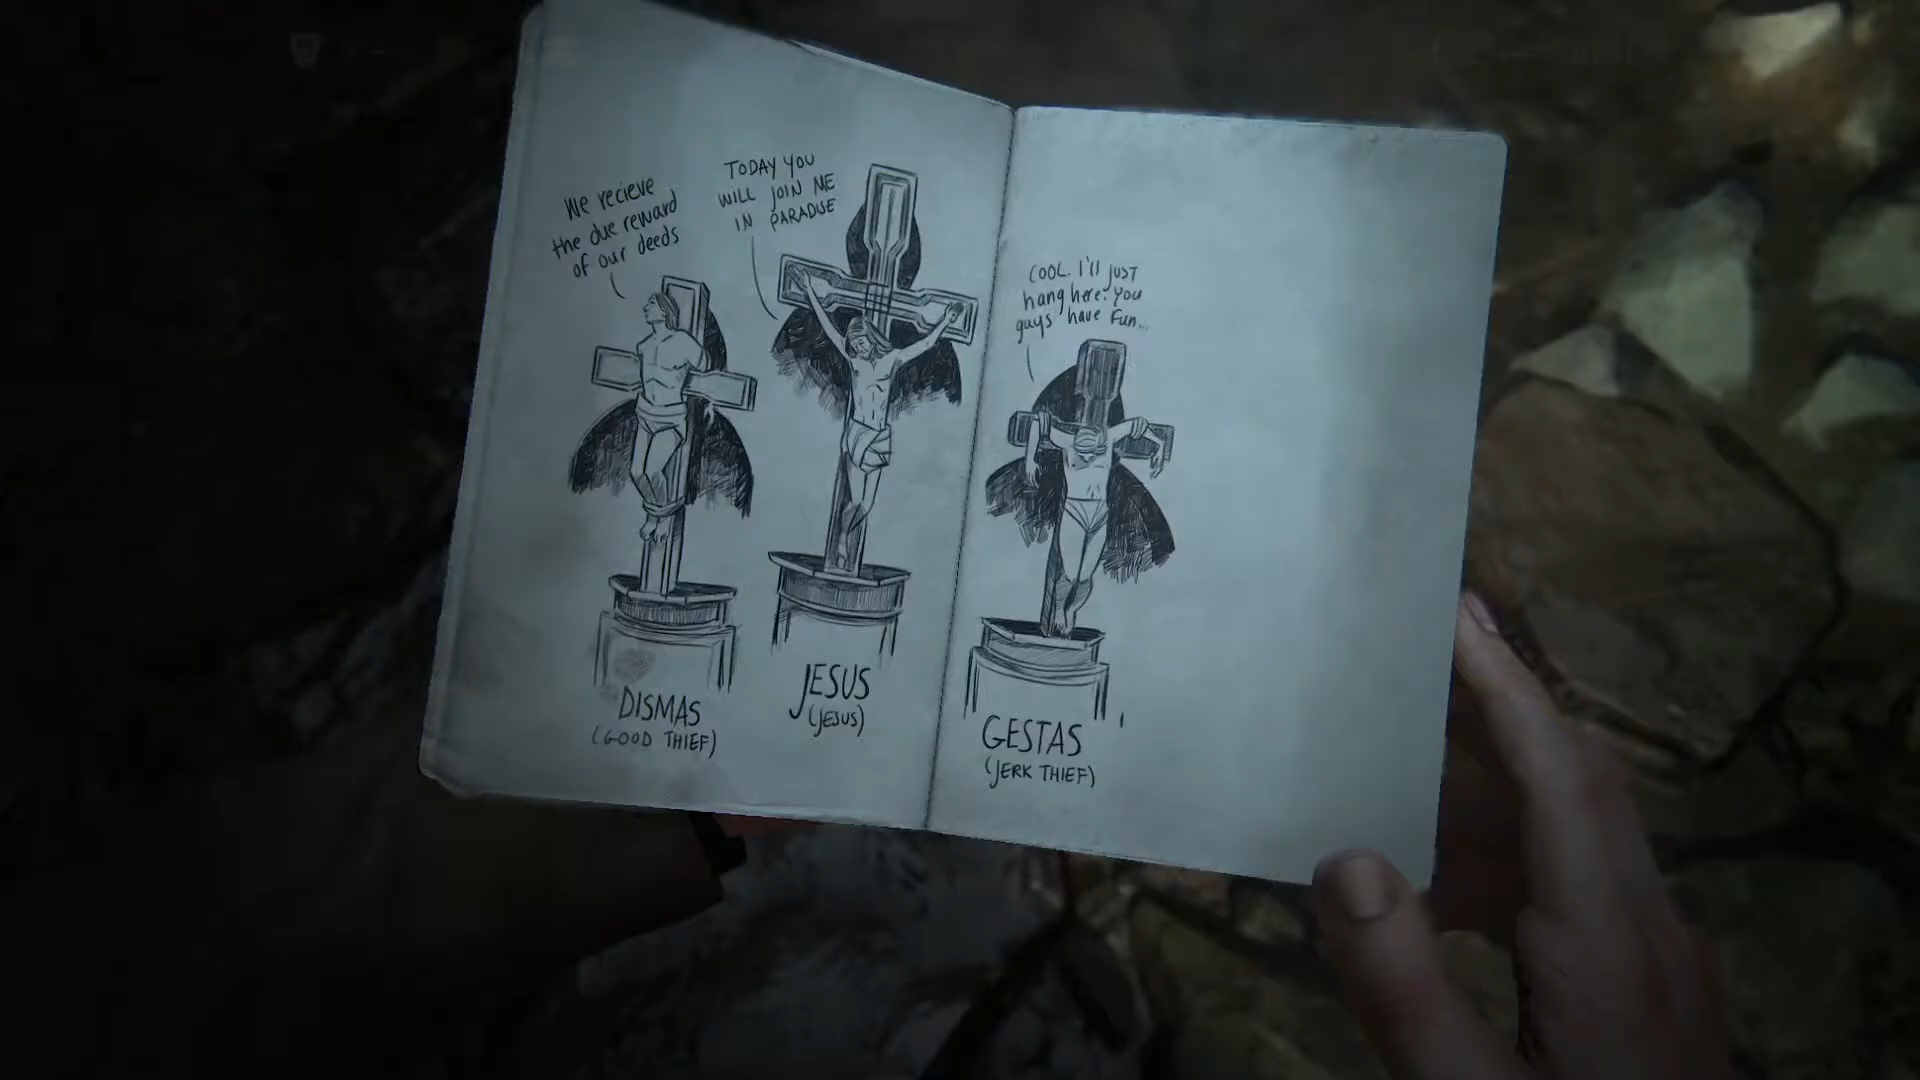 We recieve
the due reward
of our deeds
TODAY YOU
WILL JOIN ME
IN PARADISE
COOL. I'll JUST
hang here. You
guys have fun...
DISMAS
(GOOD THIEF)
JESUS
(JESUS)
GESTAS
(JERK THIEF)